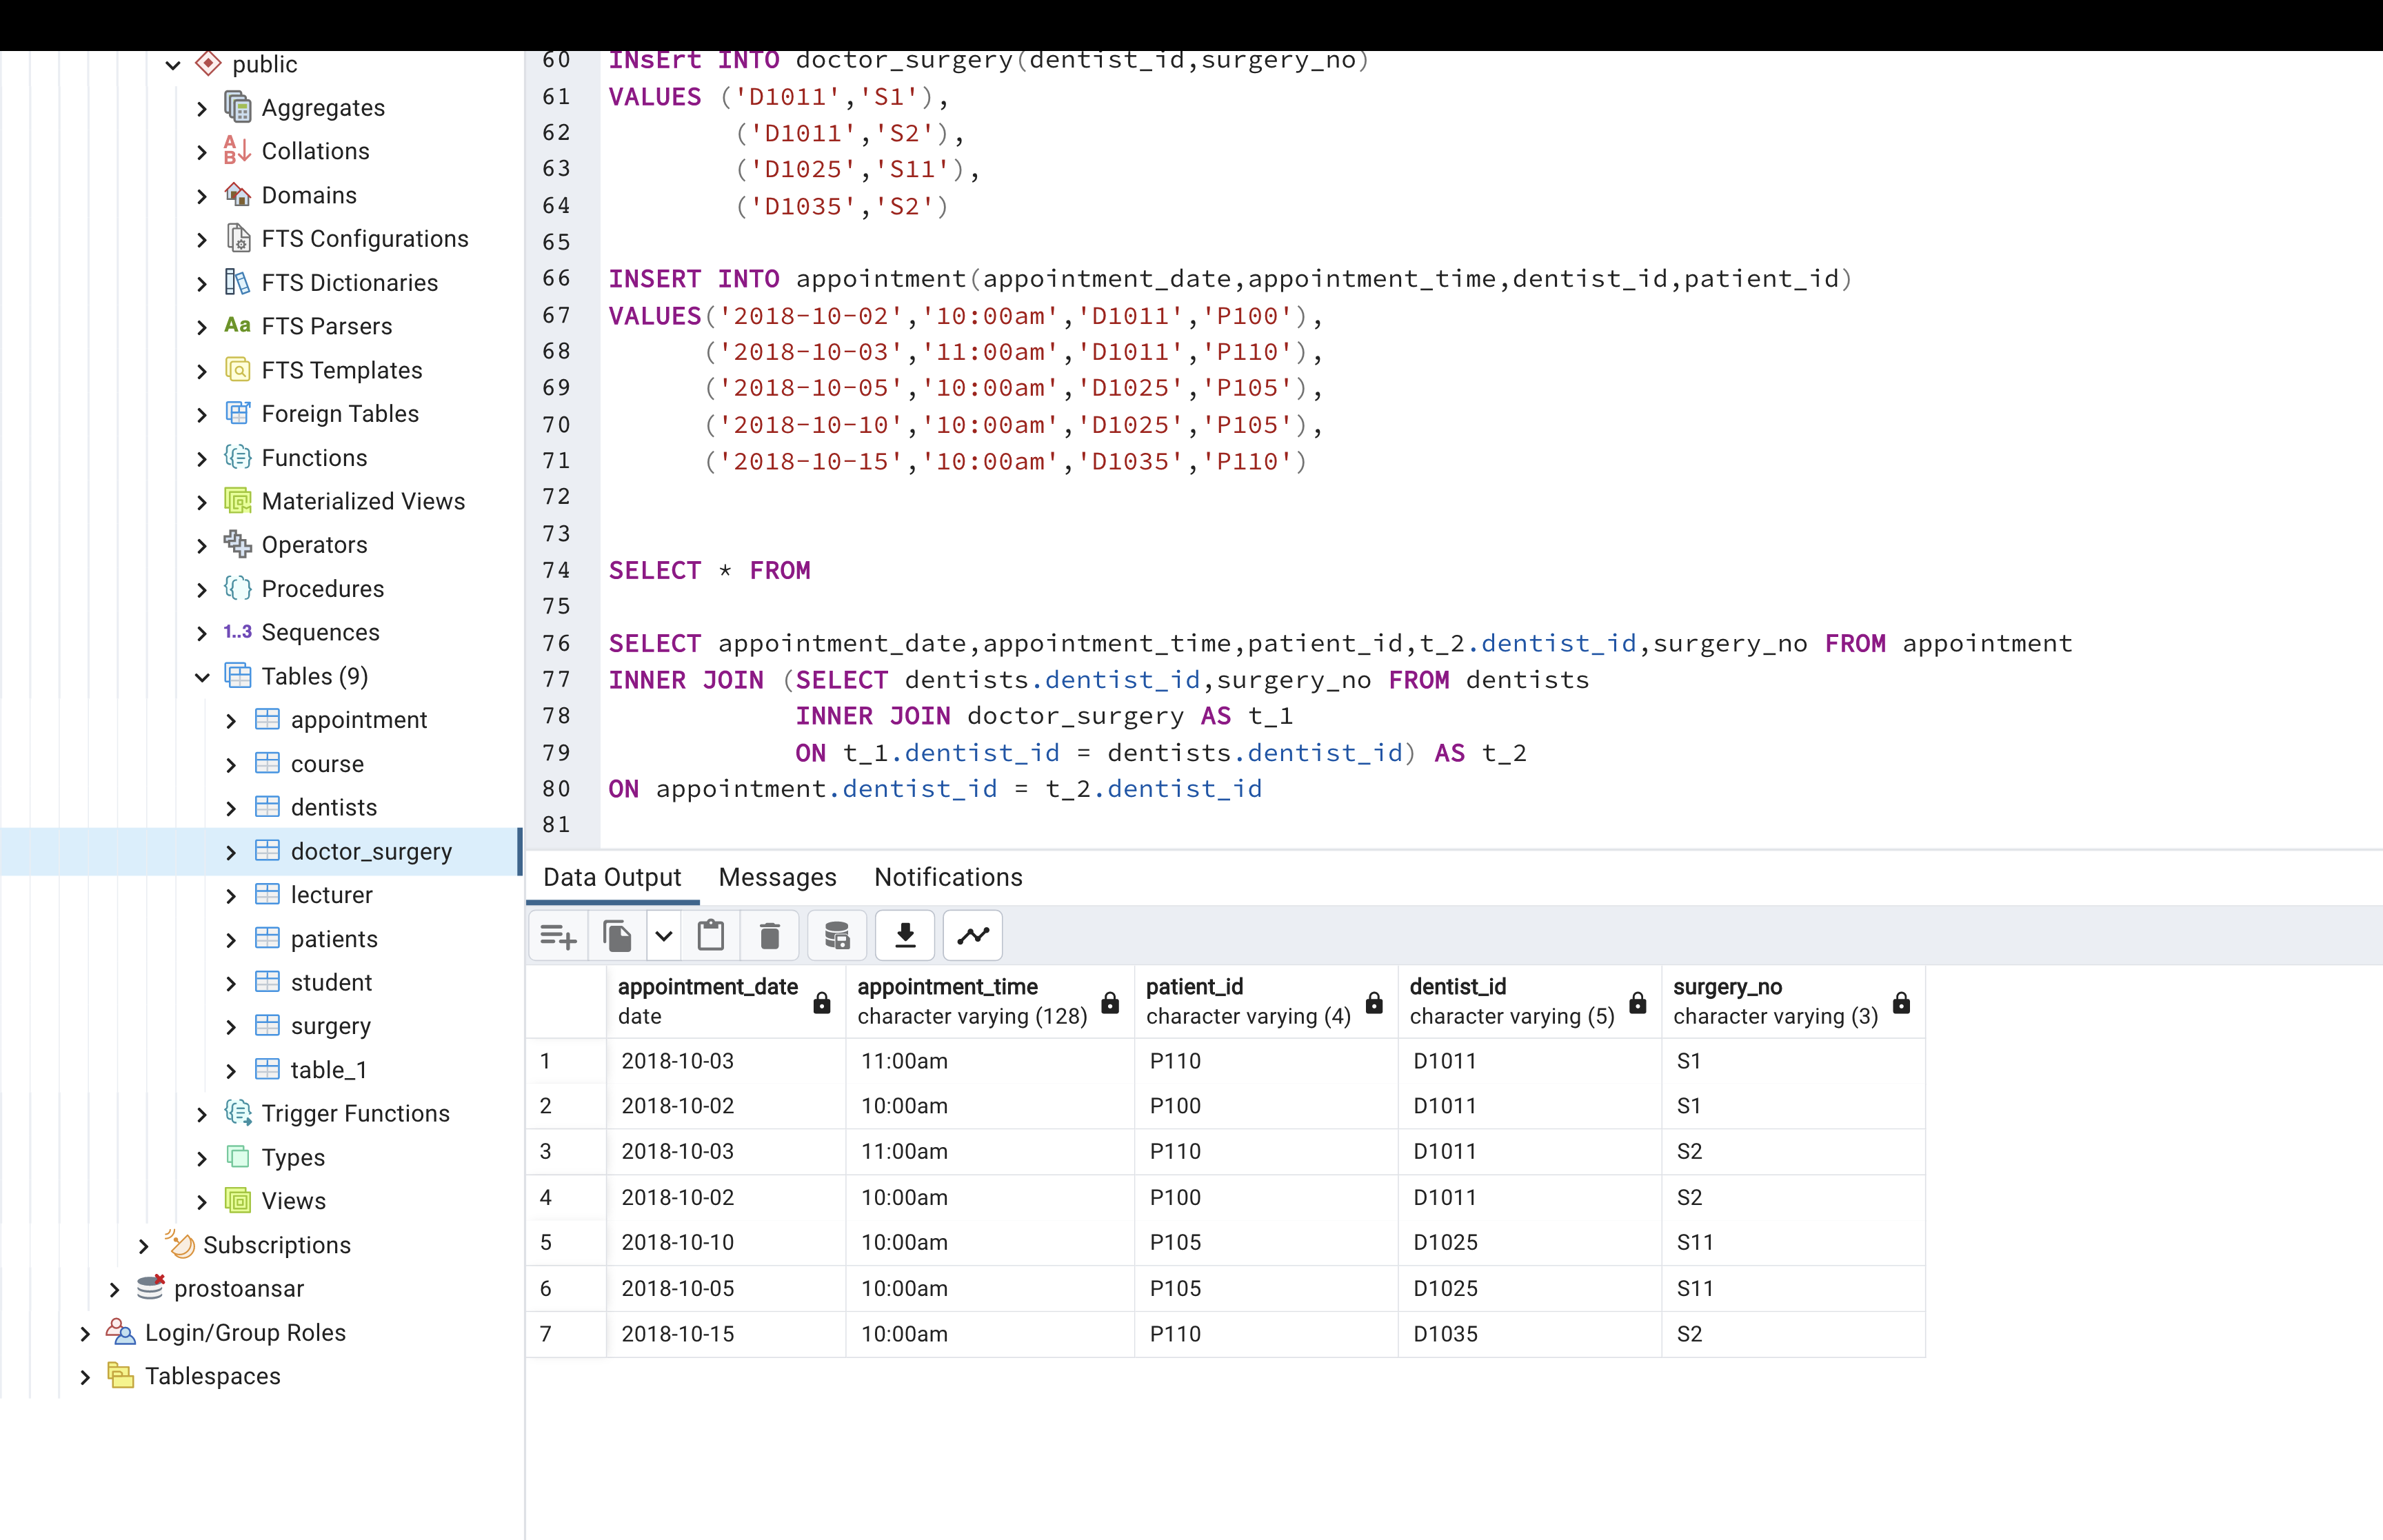 public
Aggregates
Collations
Domains
FTS Configurations
FTS Dictionaries
Aa FTS Parsers
FTS Templates
Foreign Tables
Functions
Materialized Views
Operators
Procedures
1..3 Sequences
Tables (9)
appointment
course
dentists
doctor_surgery
lecturer
patients
student
surgery
table_1
Trigger Functions
Types
Views
Subscriptions
prostoansar
Login/Group Roles
Tablespaces
60 INsErt INTO doctor_surgery(dentist_id,surgery_no)
61 VALUES ('D1011','S1'),
62 ('D1011','S2'),
63 ('D1025','S11'),
64 ('D1035','S2')
65
66 INSERT INTO appointment(appointment_date,appointment_time,dentist_id,patient_id)
67 VALUES('2018-10-02','10:00am','D1011','P100'),
68 ('2018-10-03','11:00am','D1011','P110'),
69 ('2018-10-05','10:00am','D1025','P105'),
70 ('2018-10-10','10:00am','D1025','P105'),
71 ('2018-10-15','10:00am','D1035','P110')
72
73
74 SELECT * FROM
75
76 SELECT appointment_date,appointment_time,patient_id,t_2.dentist_id,surgery_no FROM appointment
77 INNER JOIN (SELECT dentists.dentist_id,surgery_no FROM dentists
78 INNER JOIN doctor_surgery AS t_1
79 ON t_1.dentist_id = dentists.dentist_id) AS t_2
80 ON appointment.dentist_id = t_2.dentist_id
81
Data Output Messages Notifications
appointment_date appointment_time patient_id dentist_id surgery_no
date character varying (128) character varying (4) character varying (5) character varying (3)
1 2018-10-03 11:00am P110 D1011 S1
2 2018-10-02 10:00am P100 D1011 S1
3 2018-10-03 11:00am P110 D1011 S2
4 2018-10-02 10:00am P100 D1011 S2
5 2018-10-10 10:00am P105 D1025 S11
6 2018-10-05 10:00am P105 D1025 S11
7 2018-10-15 10:00am P110 D1035 S2